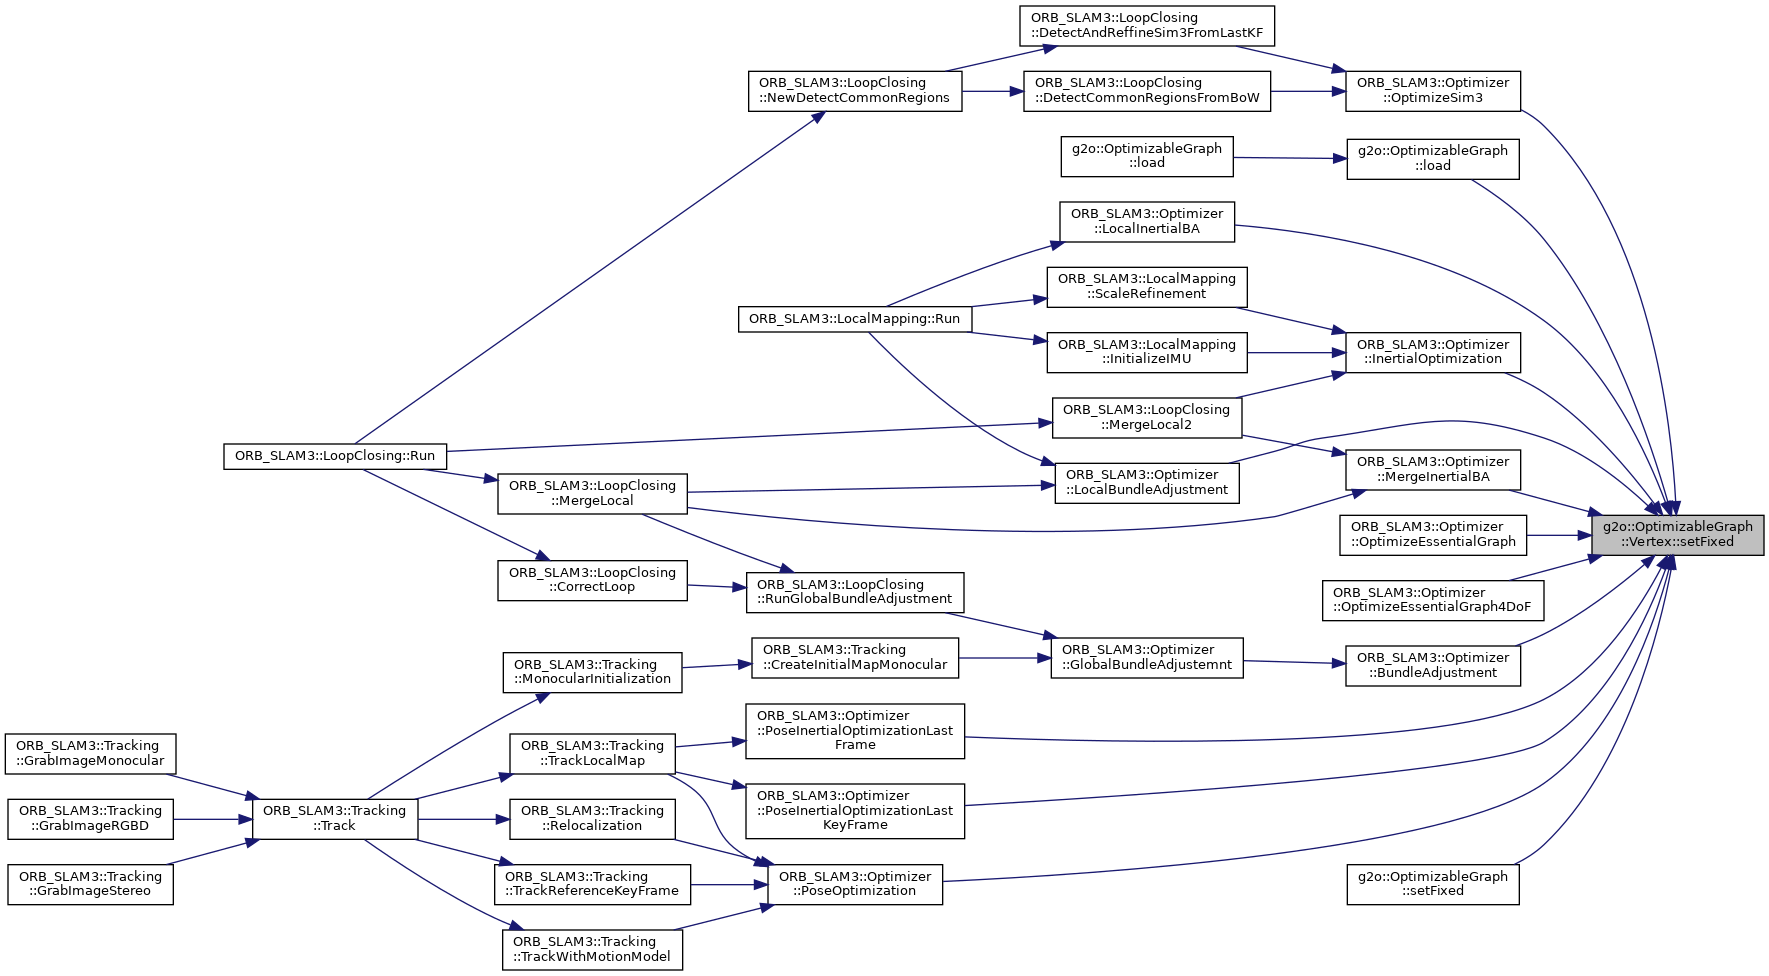 ORB_SLAM3::LoopClosing
::DetectAndReffineSim3FromLastKF
ORB_SLAM3::LoopClosing
::NewDetectCommonRegions
ORB_SLAM3::LoopClosing
::DetectCommonRegionsFromBoW
ORB_SLAM3::Optimizer
::OptimizeSim3
g2o::OptimizableGraph
::load
g2o::OptimizableGraph
::load
ORB_SLAM3::Optimizer
::LocalInertialBA
ORB_SLAM3::LocalMapping
::ScaleRefinement
ORB_SLAM3::LocalMapping::Run
ORB_SLAM3::LocalMapping
::InitializeIMU
ORB_SLAM3::Optimizer
::InertialOptimization
ORB_SLAM3::LoopClosing
::MergeLocal2
ORB_SLAM3::LoopClosing::Run
ORB_SLAM3::LoopClosing
::MergeLocal
ORB_SLAM3::Optimizer
::LocalBundleAdjustment
ORB_SLAM3::Optimizer
::MergeInertialBA
ORB_SLAM3::Optimizer
::OptimizeEssentialGraph
g2o::OptimizableGraph
::Vertex::setFixed
ORB_SLAM3::LoopClosing
::CorrectLoop
ORB_SLAM3::LoopClosing
::RunGlobalBundleAdjustment
ORB_SLAM3::Optimizer
::OptimizeEssentialGraph4DoF
ORB_SLAM3::Tracking
::MonocularInitialization
ORB_SLAM3::Tracking
::CreateInitialMapMonocular
ORB_SLAM3::Optimizer
::GlobalBundleAdjustemnt
ORB_SLAM3::Optimizer
::BundleAdjustment
ORB_SLAM3::Tracking
::GrabImageMonocular
ORB_SLAM3::Tracking
::TrackLocalMap
ORB_SLAM3::Optimizer
::PoseInertialOptimizationLast
Frame
ORB_SLAM3::Tracking
::GrabImageRGBD
ORB_SLAM3::Tracking
::Track
ORB_SLAM3::Tracking
::Relocalization
ORB_SLAM3::Optimizer
::PoseInertialOptimizationLast
KeyFrame
ORB_SLAM3::Tracking
::GrabImageStereo
ORB_SLAM3::Tracking
::TrackReferenceKeyFrame
ORB_SLAM3::Optimizer
::PoseOptimization
g2o::OptimizableGraph
::setFixed
ORB_SLAM3::Tracking
::TrackWithMotionModel